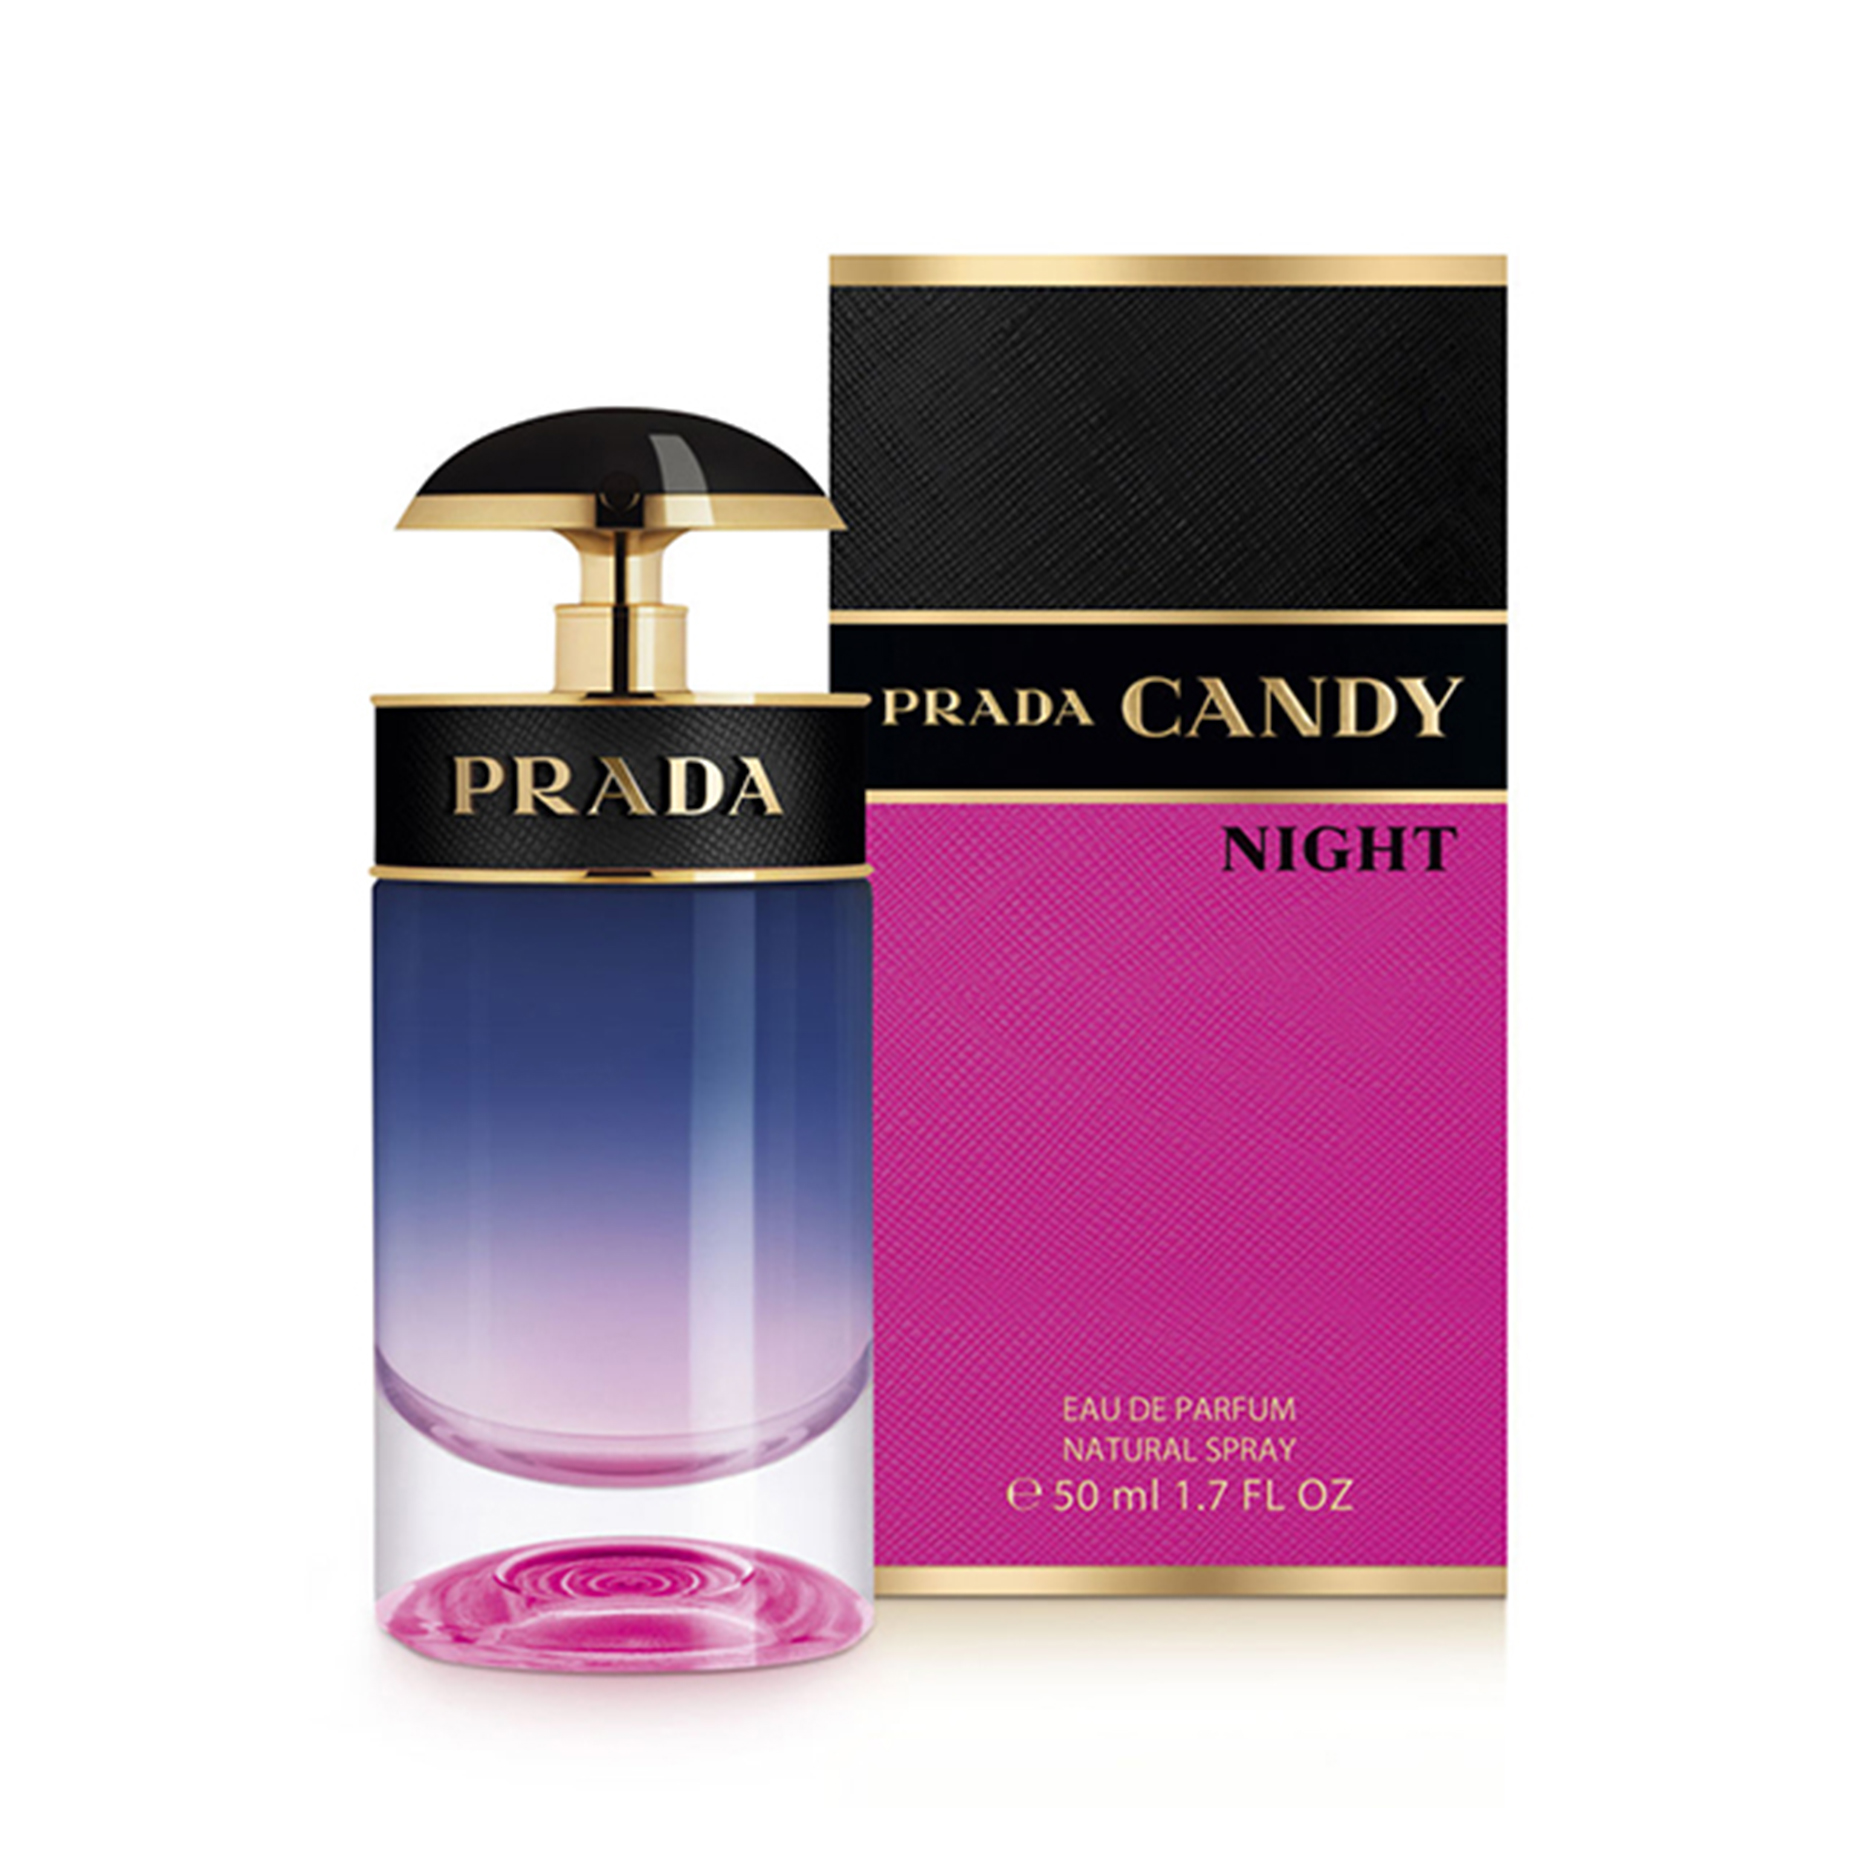 PRADA
PRADA CANDY
NIGHT
EAU DE PARFUM
NATURAL SPRAY
℮ 50 ml 1.7 FL OZ